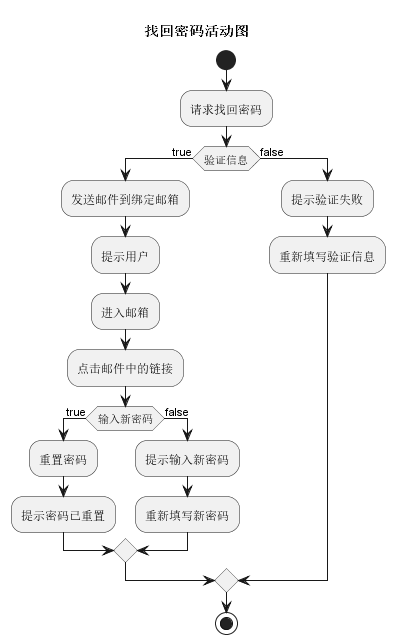 找回密码活动图
请求找回密码
true
验证信息
false
发送邮件到绑定邮箱
提示验证失败
提示用户
重新填写验证信息
进入邮箱
点击邮件中的链接
true
输入新密码
false
重置密码
提示输入新密码
提示密码已重置
重新填写新密码